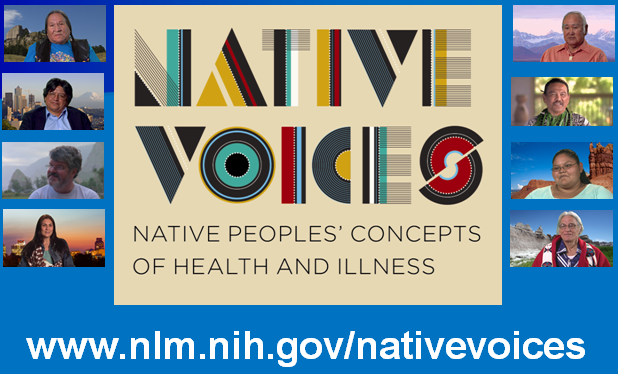 NATIVE
VOICES
NATIVE PEOPLES' CONCEPTS
OF HEALTH AND ILLNESS
www.nlm.nih.gov/nativevoices